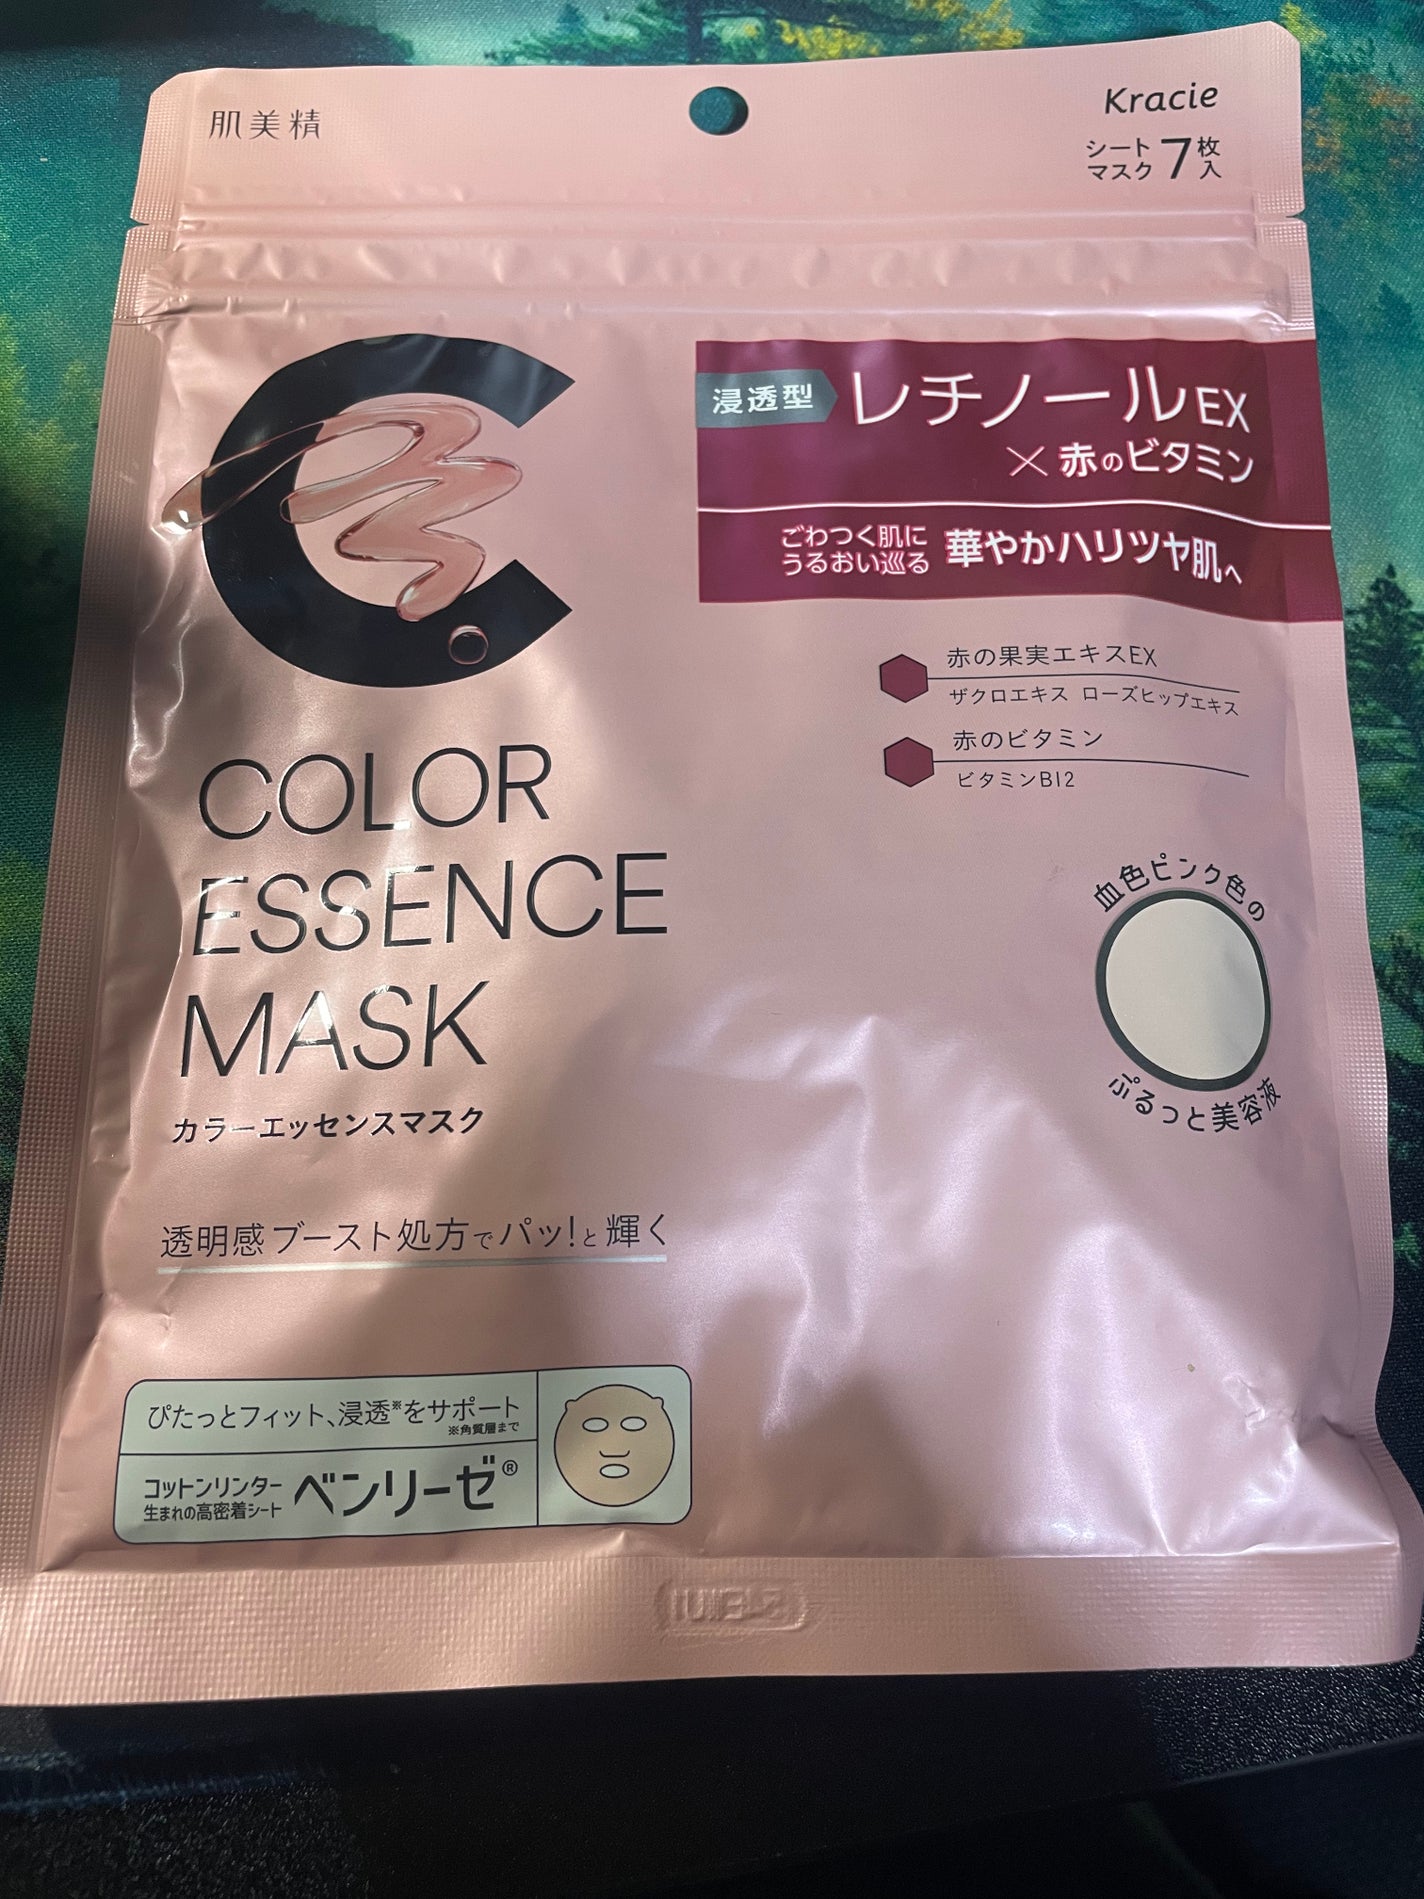 肌美精
Kracie
シートマスク7枚入
浸透型 レチノールEX
×赤のビタミン
ごわつく肌に
うるおい巡る 華やかハリツヤ肌へ
赤の果実エキスEX
ザクロエキス ローズヒップエキス
赤のビタミン
ビタミンB12
COLOR
ESSENCE
MASK
カラーエッセンスマスク
血色ピンク色の
ぷるっと美容液
透明感ブースト処方でパッ!と輝く
ぴたっとフィット、浸透※をサポート
※角質層まで
コットンリンター
生まれの高密着シート ベンリーゼ®